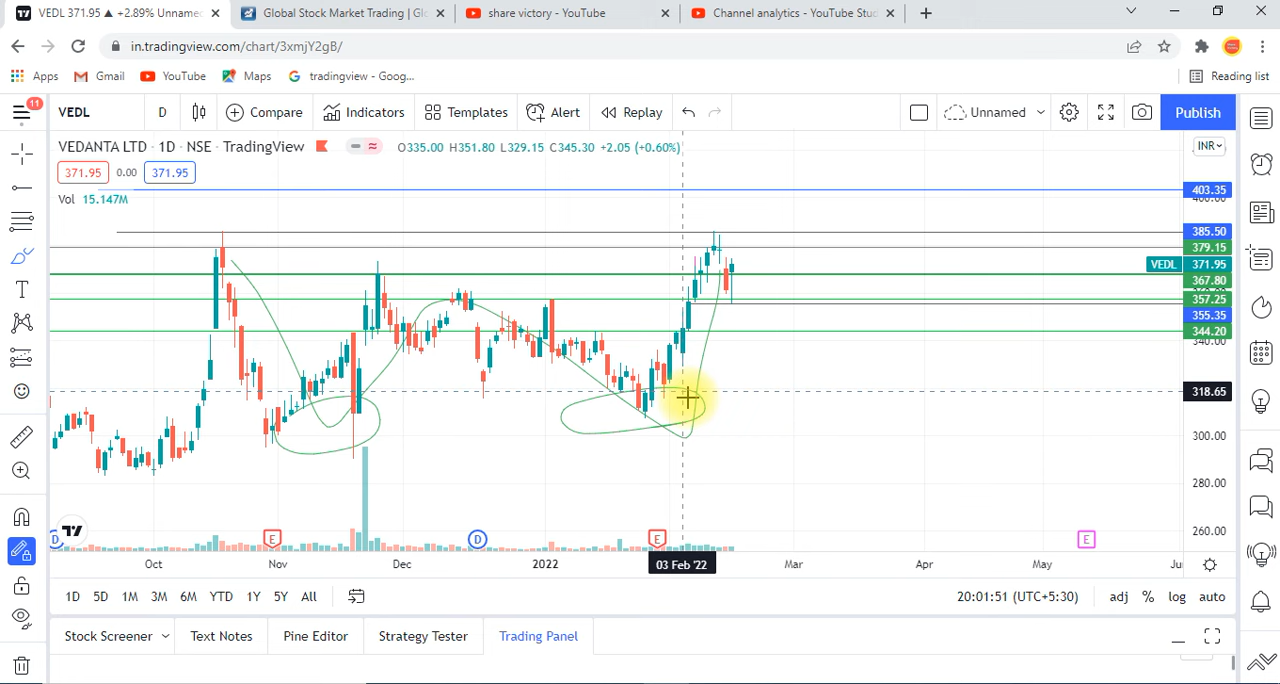 VEDL 371.95 ▲ +2.89% Unname
Global Stock Market Trading | Gl
share victory - YouTube
Channel analytics - YouTube Stu
in.tradingview.com/chart/3xmjY2gB/
Apps Gmail YouTube Maps tradingview - Goog... Reading list
11 VEDL D Compare Indicators Templates Alert Replay Unnamed Publish
VEDANTA LTD · 1D · NSE · TradingView O335.00 H351.80 L329.15 C345.30 +2.05 (+0.60%) INR
371.95 0.00 371.95
Vol 15.147M
403.35
400.00
385.50
379.15
VEDL 371.95
367.80
357.25
355.35
344.20
340.00
318.65
300.00
280.00
260.00
D E D E E
Oct Nov Dec 2022 03 Feb '22 Mar Apr May Ju
1D 5D 1M 3M 6M YTD 1Y 5Y All 20:01:51 (UTC+5:30) adj % log auto
Stock Screener Text Notes Pine Editor Strategy Tester Trading Panel